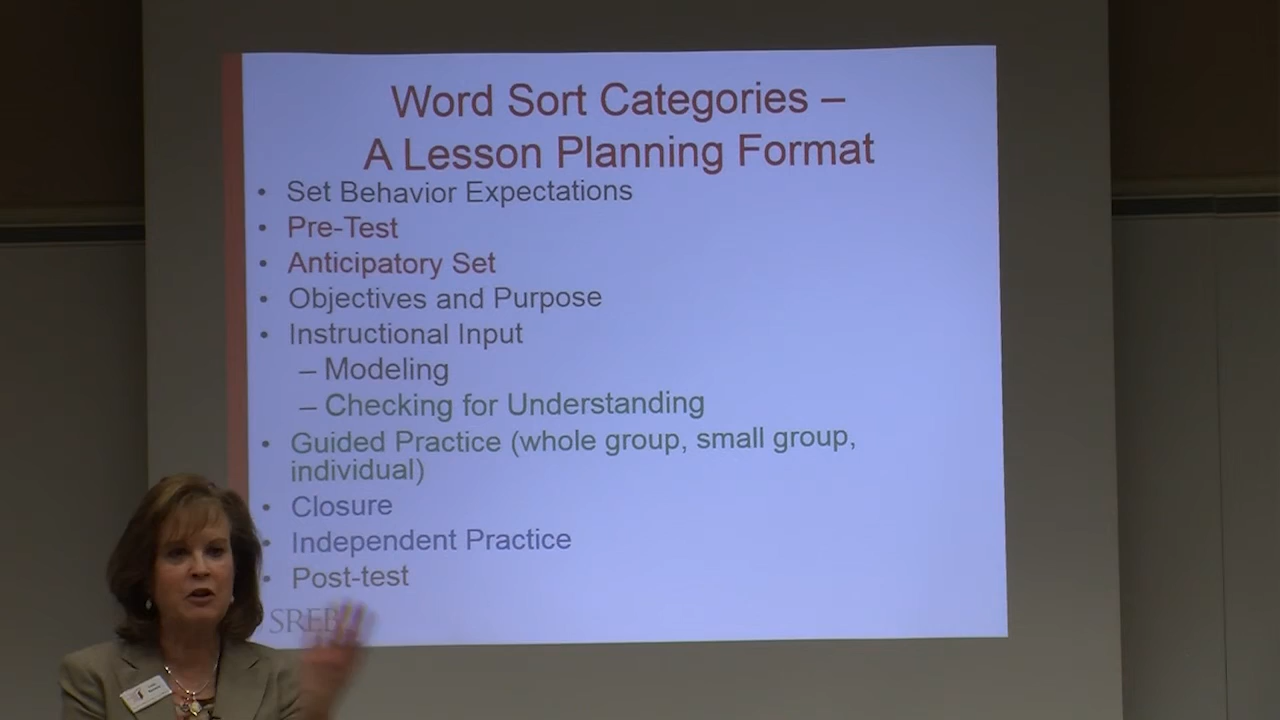 Word Sort Categories –
A Lesson Planning Format
• Set Behavior Expectations
• Pre-Test
• Anticipatory Set
• Objectives and Purpose
• Instructional Input
– Modeling
– Checking for Understanding
• Guided Practice (whole group, small group,
individual)
• Closure
• Independent Practice
• Post-test
SREB